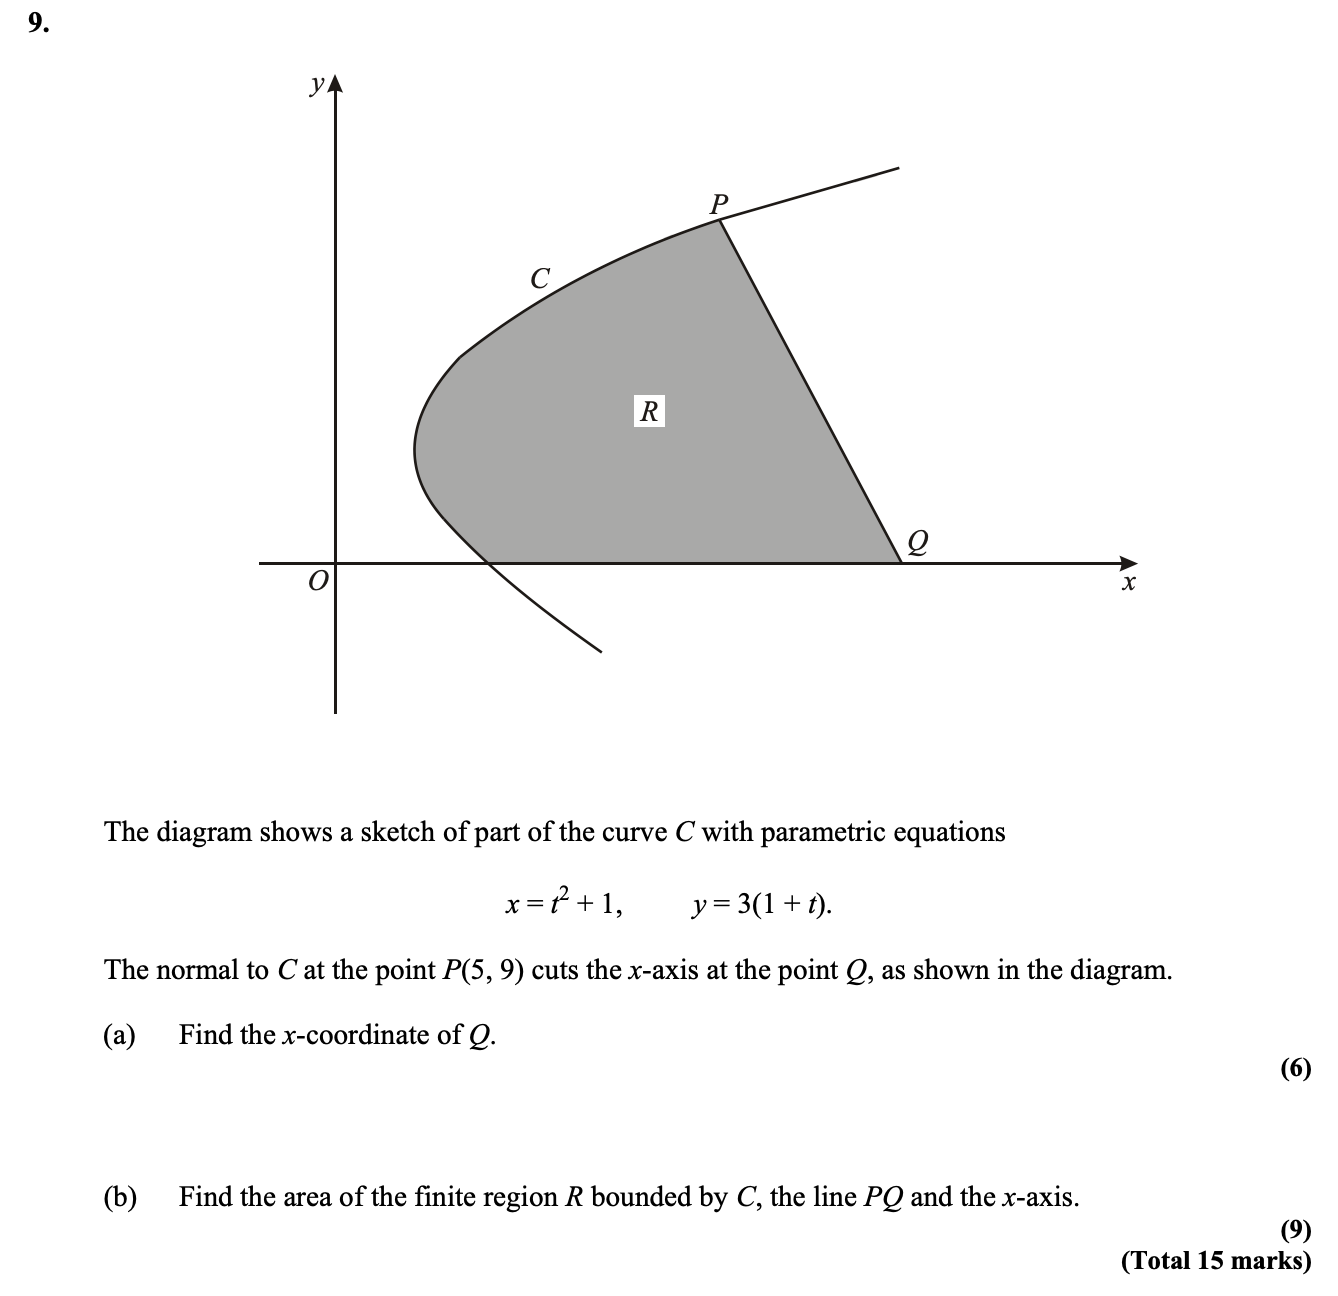 9.
y
P
C
R
Q
O
x
The diagram shows a sketch of part of the curve C with parametric equations
x = t² + 1, y = 3(1 + t).
The normal to C at the point P(5, 9) cuts the x-axis at the point Q, as shown in the diagram.
(a) Find the x-coordinate of Q.
(6)
(b) Find the area of the finite region R bounded by C, the line PQ and the x-axis.
(9)
(Total 15 marks)